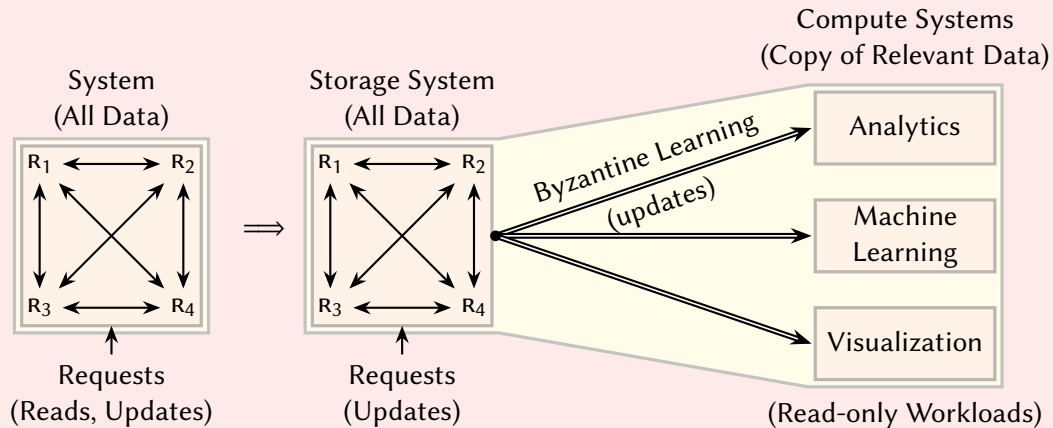 System
(All Data)
R1 R2
R3 R4
Requests
(Reads, Updates)
⟹
Storage System
(All Data)
R1 R2
R3 R4
Requests
(Updates)
Byzantine Learning
(updates)
Compute Systems
(Copy of Relevant Data)
Analytics
Machine
Learning
Visualization
(Read-only Workloads)